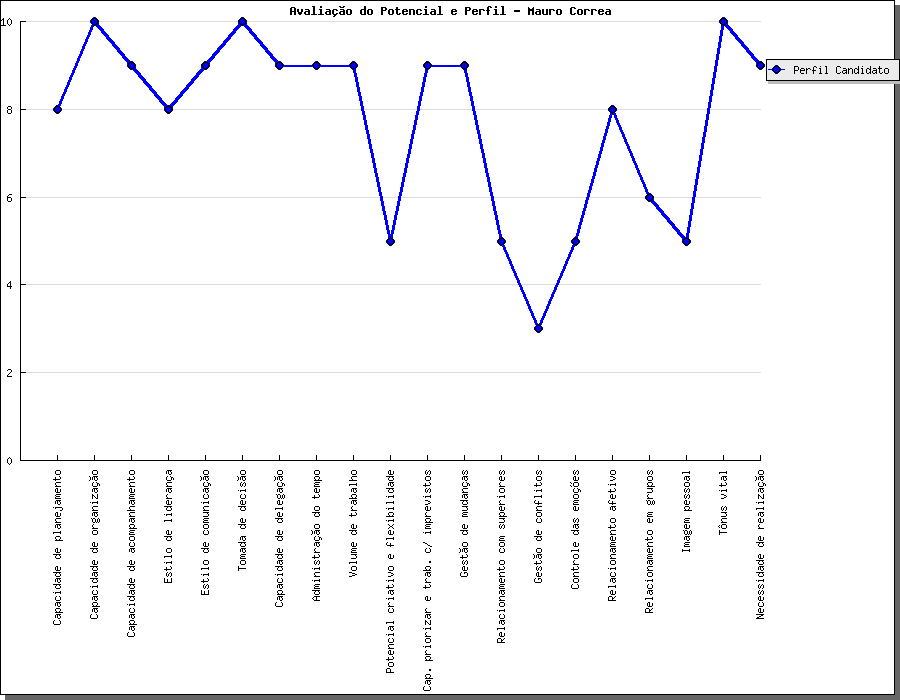 Avaliação do Potencial e Perfil - Mauro Correa
10
8
6
4
2
0
Perfil Candidato
Capacidade de planejamento
Capacidade de organização
Capacidade de acompanhamento
Estilo de liderança
Estilo de comunicação
Tomada de decisão
Capacidade de delegação
Administração do tempo
Volume de trabalho
Potencial criativo e flexibilidade
Cap. priorizar e trab. c/ imprevistos
Gestão de mudanças
Relacionamento com superiores
Gestão de conflitos
Controle das emoções
Relacionamento afetivo
Relacionamento em grupos
Imagem pessoal
Tônus vital
Necessidade de realização